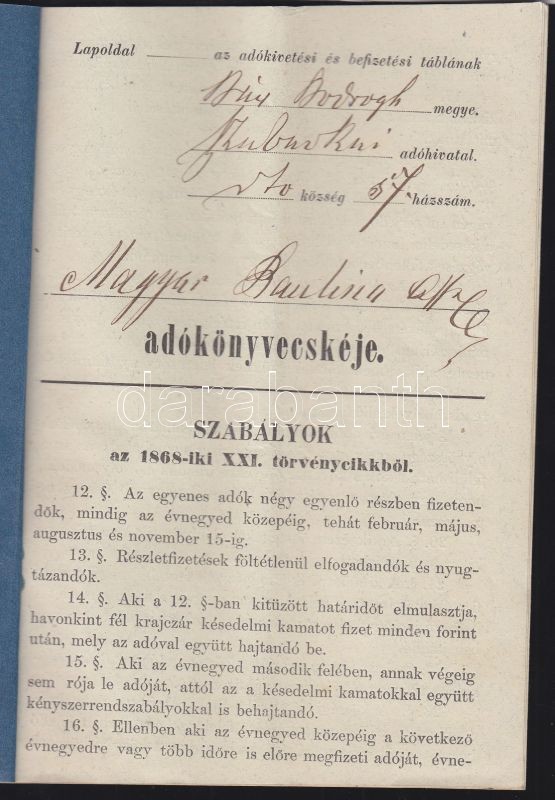 Lapoldal az adókivetési és befizetési táblának
Bodrogh megye.
adóhivatal.
dto község 57 házszám.
Magyar Paulina
adókönyvecskéje.
darabanth
SZABÁLYOK
az 1868-iki XXI. törvénycikkből.
12. §. Az egyenes adók négy egyenlő részben fizeten-
dők, mindig az évnegyed közepéig, tehát február, május,
augusztus és november 15-ig.
13. §. Részletfizetések föltétlenül elfogadandók és nyug-
tázandók.
14. §. Aki a 12. §-ban kitüzött határidőt elmulasztja,
havonkint fél krajczár késedelmi kamatot fizet minden forint
után, mely az adóval együtt hajtandó be.
15. §. Aki az évnegyed második felében, annak végeig
sem rója le adóját, attól az a késedelmi kamatokkal együtt
kényszerrendszabályokkal is behajtandó.
16. §. Ellenben aki az évnegyed közepéig a következő
évnegyedre vagy több időre is előre megfizeti adóját, évne-